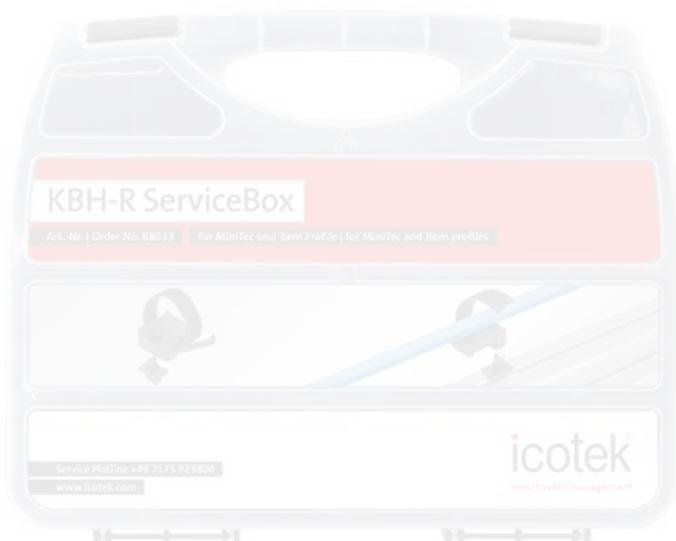 KBH-R ServiceBox
Art.-Nr. | Order No. 88033 für MiniTec und item Profile | for MiniTec and item profiles
Service Hotline +49 7175 923800
www.icotek.com
icotek
smart cable management